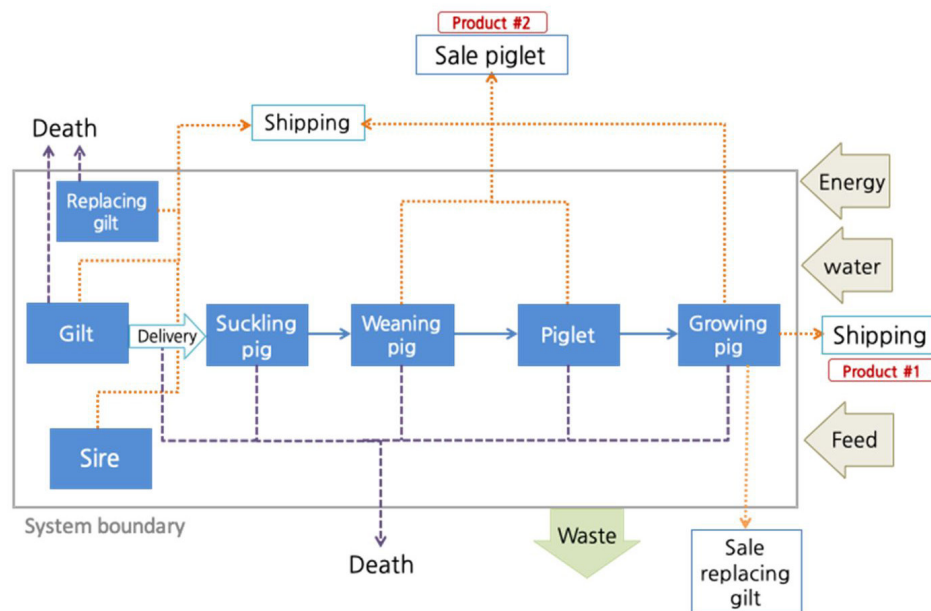 Product #2
Sale piglet
Shipping
Death
Replacing
gilt
Energy
water
Gilt
Delivery
Suckling
pig
Weaning
pig
Piglet
Growing
pig
Shipping
Product #1
Sire
Feed
System boundary
Waste
Death
Sale
replacing
gilt